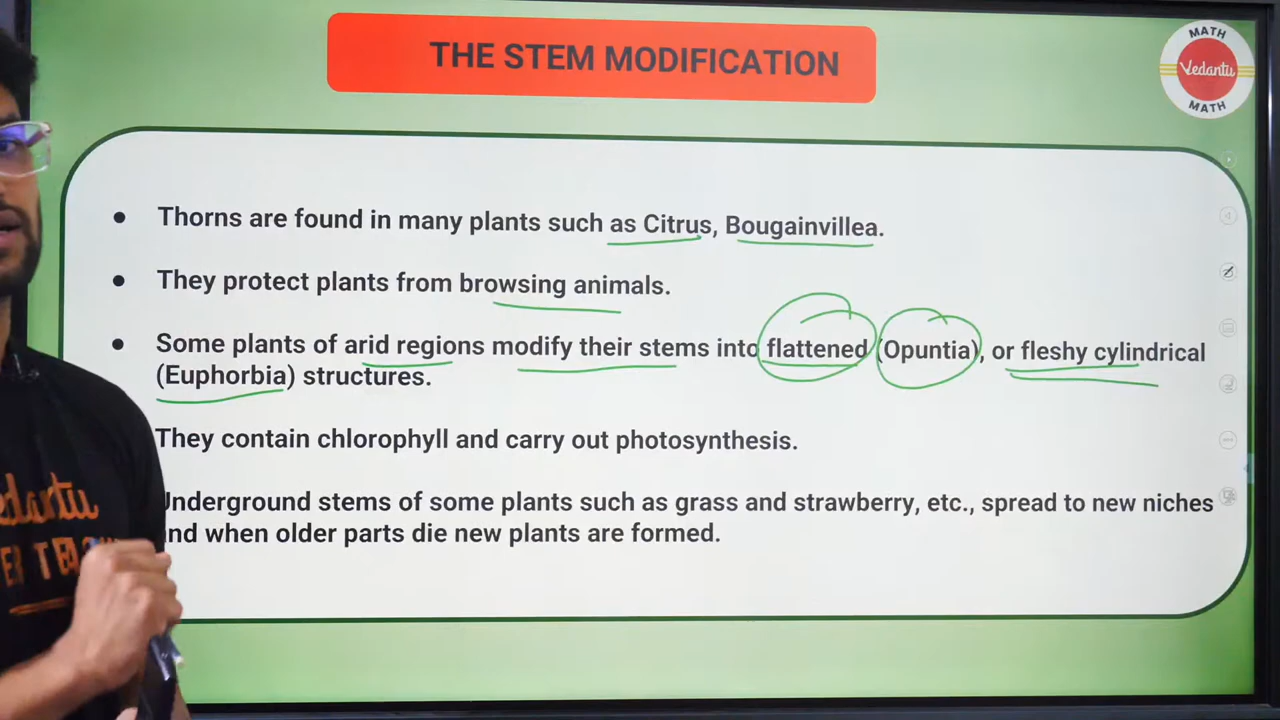 THE STEM MODIFICATION
MATH
Vedantu
MATH
Thorns are found in many plants such as Citrus, Bougainvillea.
They protect plants from browsing animals.
Some plants of arid regions modify their stems into flattened (Opuntia), or fleshy cylindrical
(Euphorbia) structures.
They contain chlorophyll and carry out photosynthesis.
Underground stems of some plants such as grass and strawberry, etc., spread to new niches
and when older parts die new plants are formed.